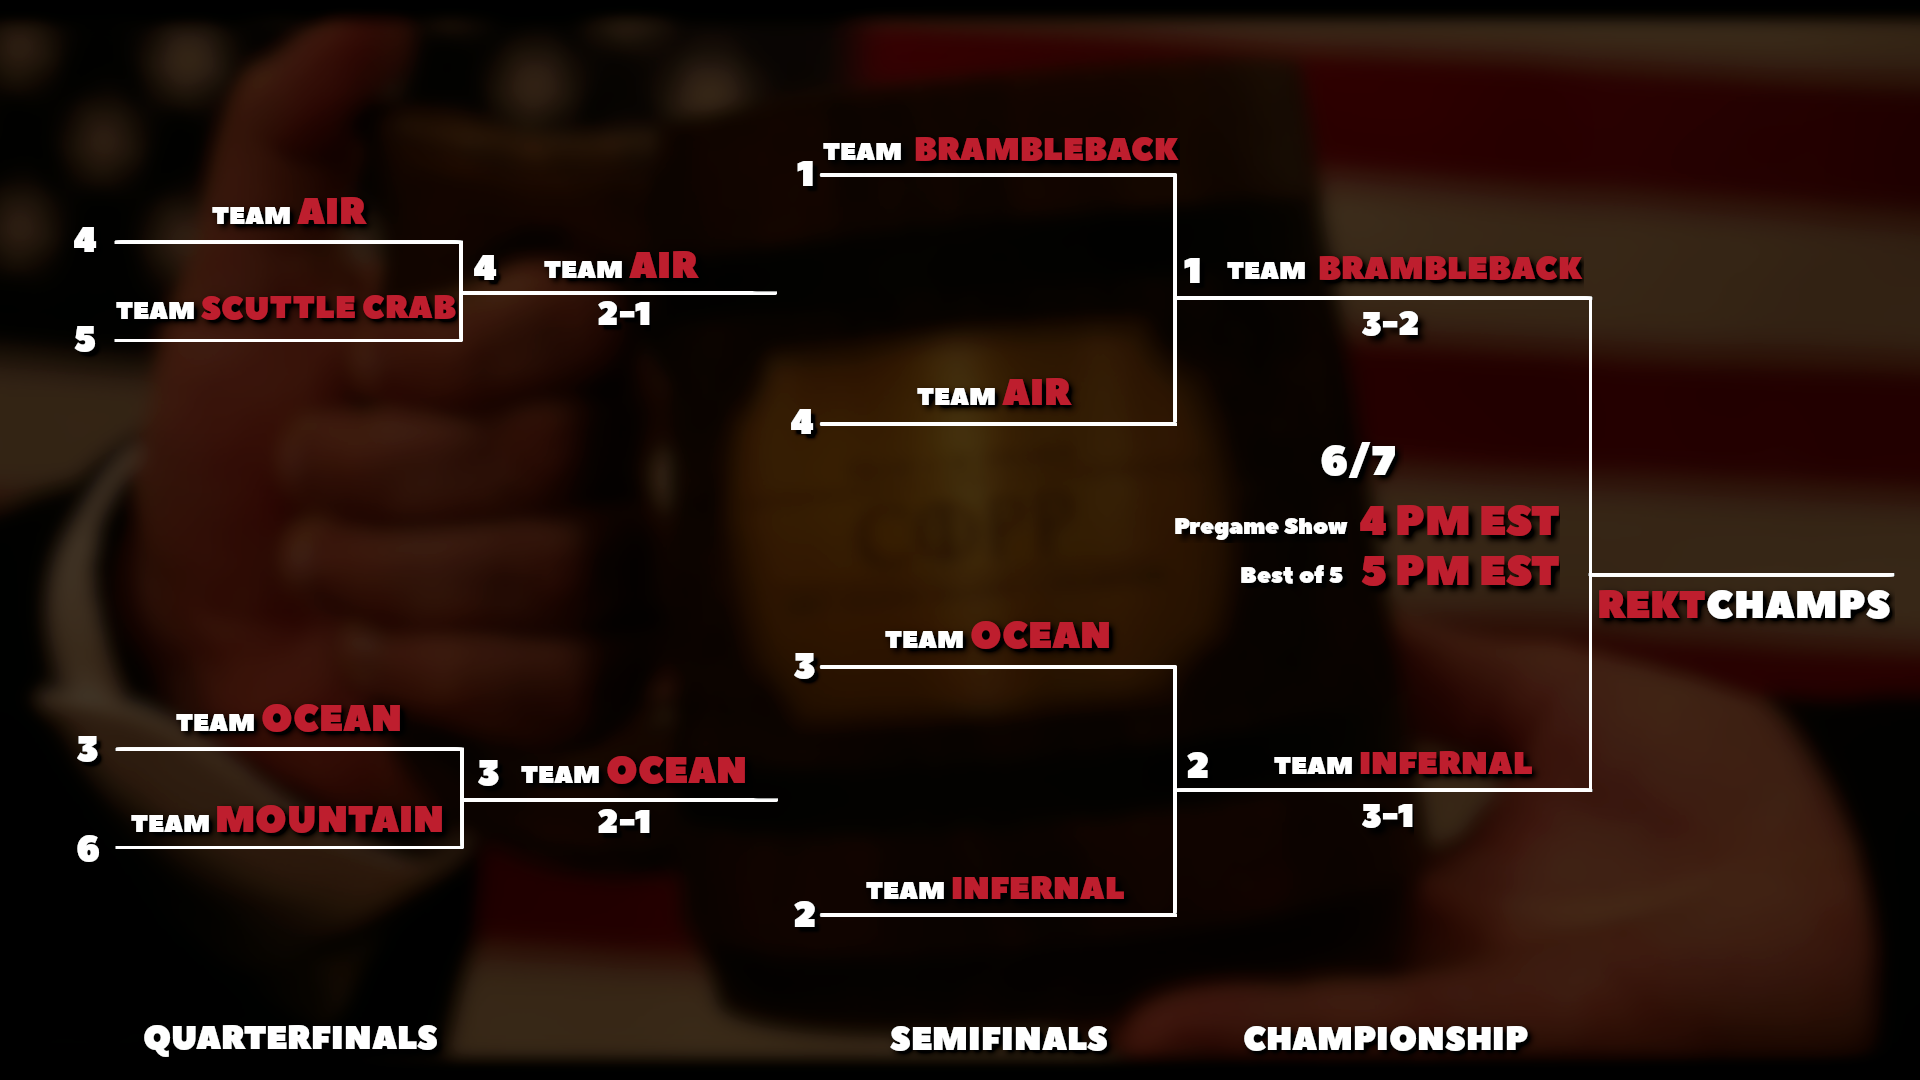 4 TEAM AIR
5 TEAM SCUTTLE CRAB
4 TEAM AIR
2-1
3 TEAM OCEAN
6 TEAM MOUNTAIN
3 TEAM OCEAN
2-1
QUARTERFINALS
1 TEAM BRAMBLEBACK
4 TEAM AIR
3 TEAM OCEAN
2 TEAM INFERNAL
SEMIFINALS
1 TEAM BRAMBLEBACK
3-2
6/7
Pregame Show 4 PM EST
Best of 5 5 PM EST
2 TEAM INFERNAL
3-1
CHAMPIONSHIP
REKTCHAMPS